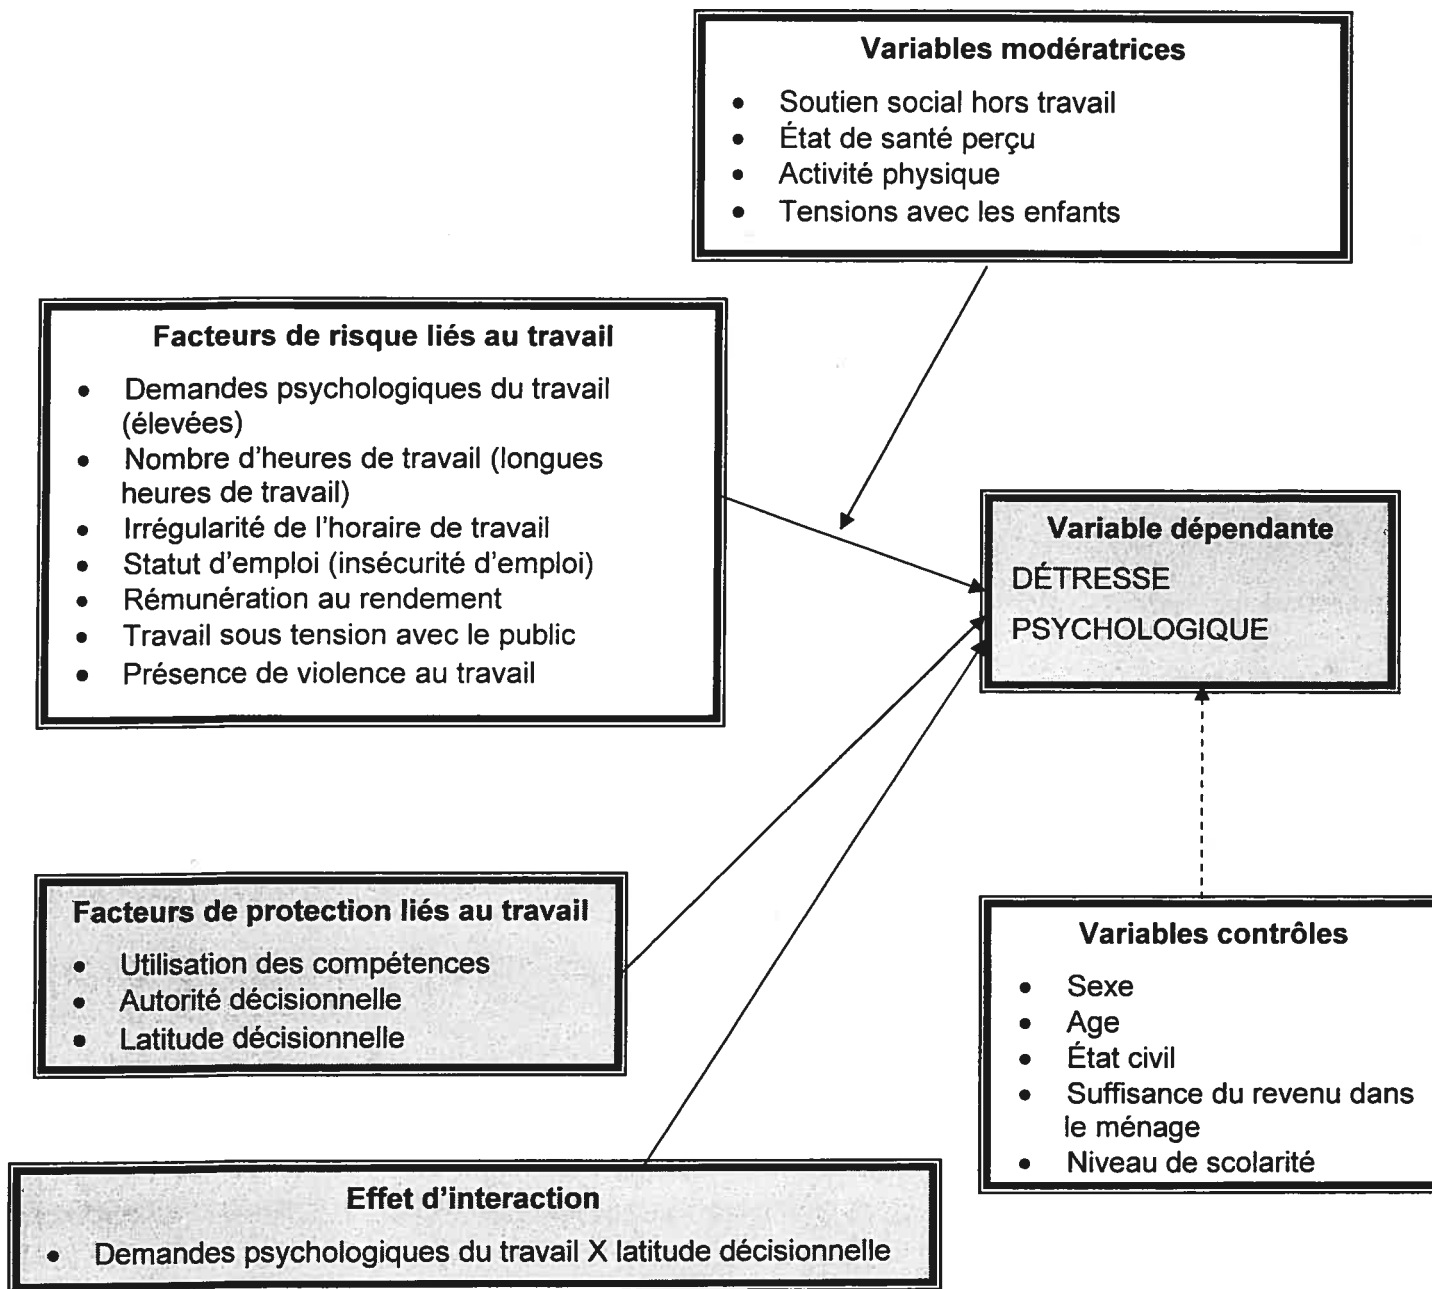 Variables modératrices
• Soutien social hors travail
• État de santé perçu
• Activité physique
• Tensions avec les enfants
Facteurs de risque liés au travail
• Demandes psychologiques du travail
(élevées)
• Nombre d'heures de travail (longues
heures de travail)
• Irrégularité de l'horaire de travail
• Statut d'emploi (insécurité d'emploi)
• Rémunération au rendement
• Travail sous tension avec le public
• Présence de violence au travail
Variable dépendante
DÉTRESSE
PSYCHOLOGIQUE
Facteurs de protection liés au travail
• Utilisation des compétences
• Autorité décisionnelle
• Latitude décisionnelle
Variables contrôles
• Sexe
• Age
• État civil
• Suffisance du revenu dans
le ménage
• Niveau de scolarité
Effet d'interaction
• Demandes psychologiques du travail X latitude décisionnelle